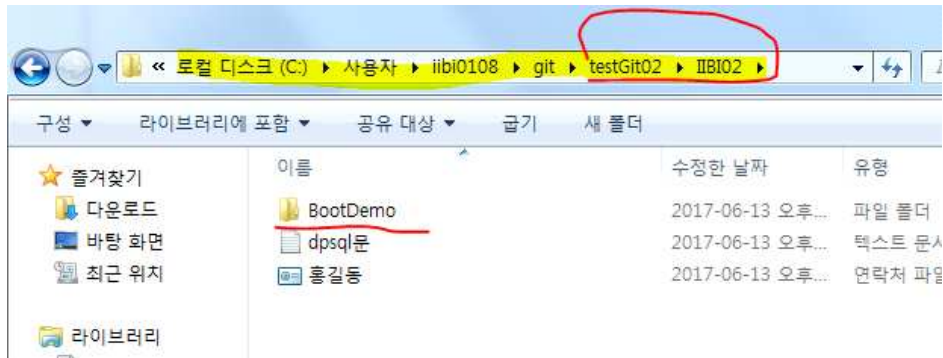 « 로컬 디스크 (C:) ▸ 사용자 ▸ iibi0108 ▸ git ▸ testGit02 ▸ IIBI02 ▸
구성 ▼ 라이브러리에 포함 ▼ 공유 대상 ▼ 굽기 새 폴더
이름 수정한 날짜 유형
즐겨찾기
다운로드
바탕 화면
최근 위치
라이브러리
BootDemo 2017-06-13 오후... 파일 폴더
dpsql문 2017-06-13 오후... 텍스트 문서
홍길동 2017-06-13 오후... 연락처 파일